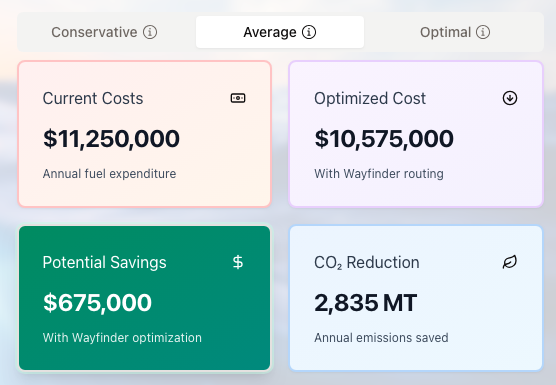 Conservative
Average
Optimal
Current Costs
$11,250,000
Annual fuel expenditure
Optimized Cost
$10,575,000
With Wayfinder routing
Potential Savings
$675,000
With Wayfinder optimization
CO₂ Reduction
2,835 MT
Annual emissions saved